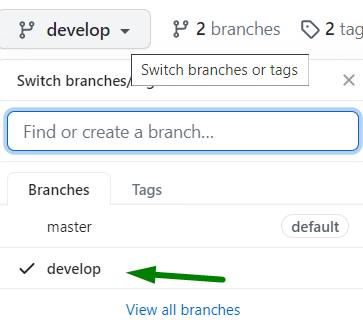 develop
2 branches
2 tag
Switch branches or tags
Switch branches/
Find or create a branch...
Branches
Tags
master
default
develop
View all branches